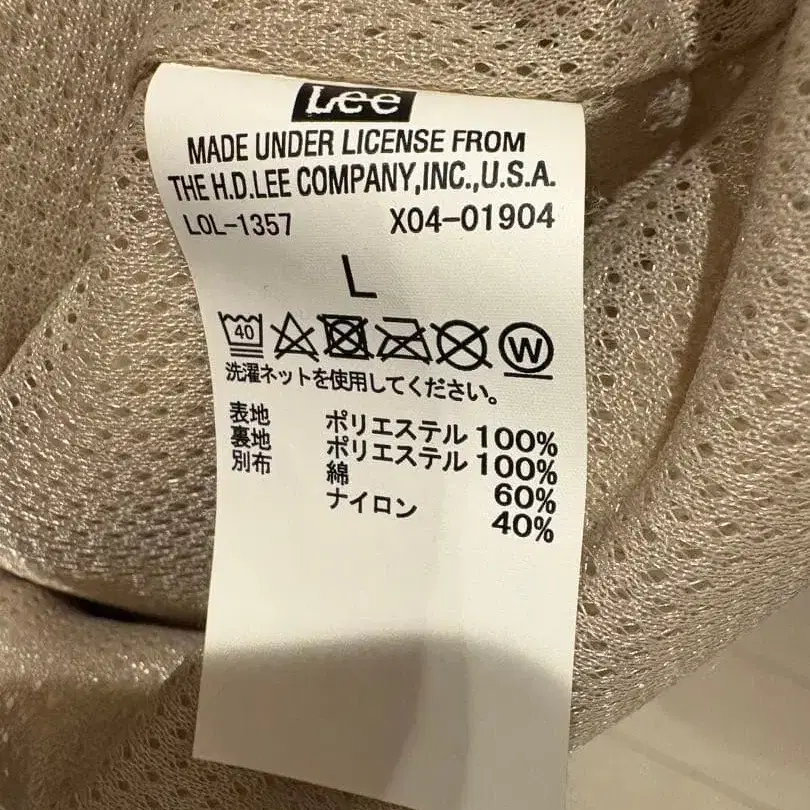 Lee
MADE UNDER LICENSE FROM
THE H.D.LEE COMPANY,INC.,U.S.A.
LOL-1357 X04-01904
L
40 W
洗濯ネットを使用してください。
表地 ポリエステル 100%
裏地 ポリエステル 100%
別布 綿 60%
ナイロン 40%